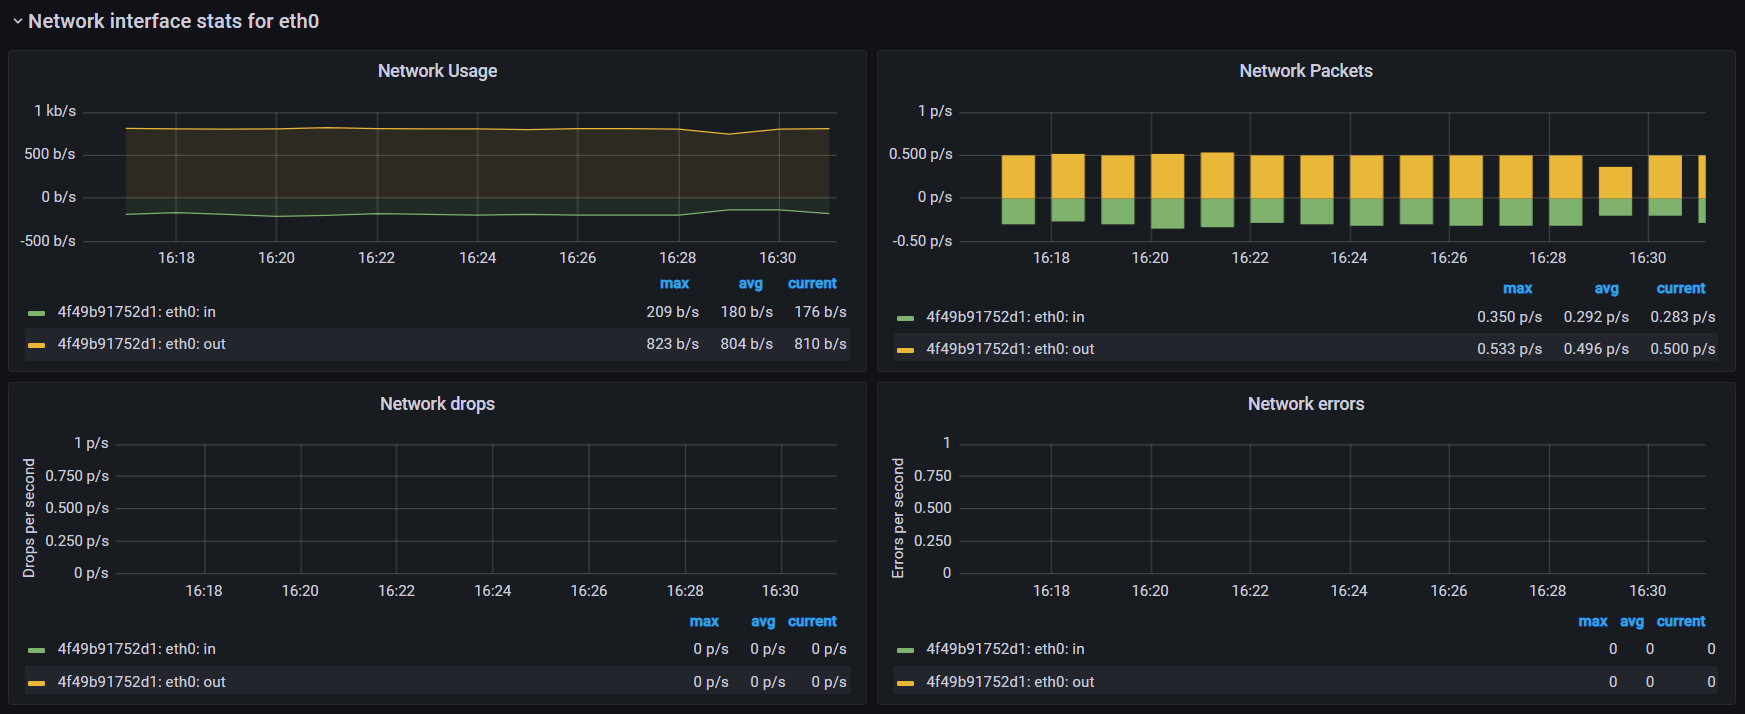 Network interface stats for eth0
Network Usage
1 kb/s
500 b/s
0 b/s
-500 b/s
16:18 16:20 16:22 16:24 16:26 16:28 16:30
max avg current
4f49b91752d1: eth0: in 209 b/s 180 b/s 176 b/s
4f49b91752d1: eth0: out 823 b/s 804 b/s 810 b/s
Network Packets
1 p/s
0.500 p/s
0 p/s
-0.50 p/s
16:18 16:20 16:22 16:24 16:26 16:28 16:30
max avg current
4f49b91752d1: eth0: in 0.350 p/s 0.292 p/s 0.283 p/s
4f49b91752d1: eth0: out 0.533 p/s 0.496 p/s 0.500 p/s
Network drops
Drops per second
1 p/s
0.750 p/s
0.500 p/s
0.250 p/s
0 p/s
16:18 16:20 16:22 16:24 16:26 16:28 16:30
max avg current
4f49b91752d1: eth0: in 0 p/s 0 p/s 0 p/s
4f49b91752d1: eth0: out 0 p/s 0 p/s 0 p/s
Network errors
Errors per second
1
0.750
0.500
0.250
0
16:18 16:20 16:22 16:24 16:26 16:28 16:30
max avg current
4f49b91752d1: eth0: in 0 0 0
4f49b91752d1: eth0: out 0 0 0